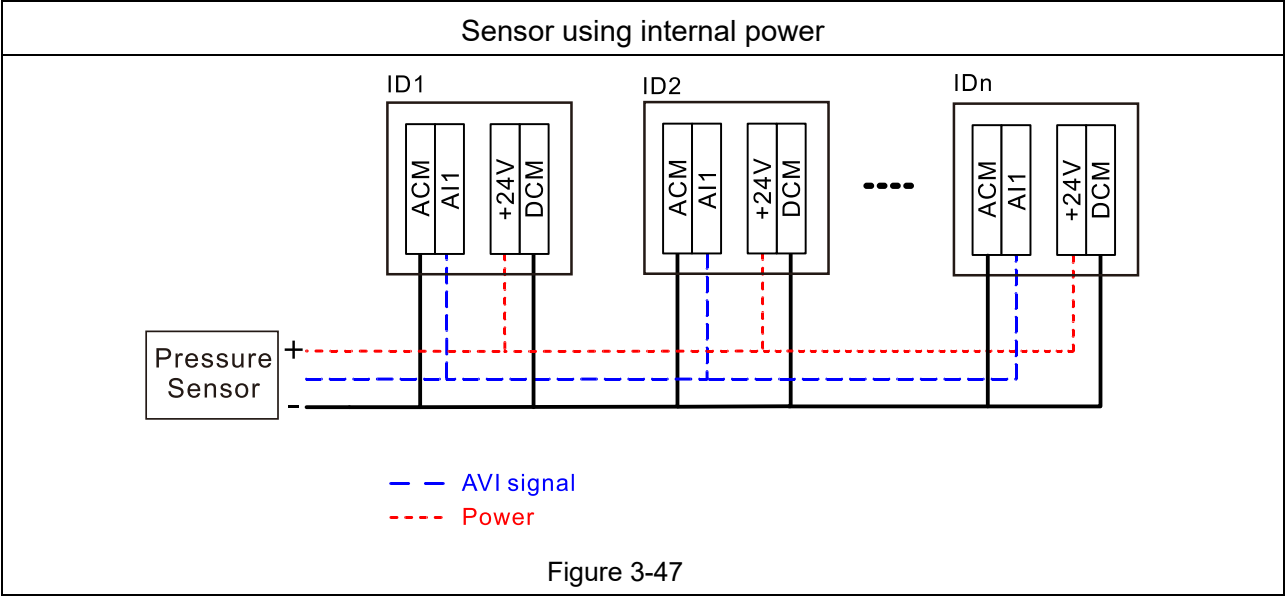 Sensor using internal power
ID1
ID2
IDn
ACM
AI1
+24V
DCM
ACM
AI1
+24V
DCM
ACM
AI1
+24V
DCM
Pressure
Sensor
+
-
AVI signal
Power
Figure 3-47